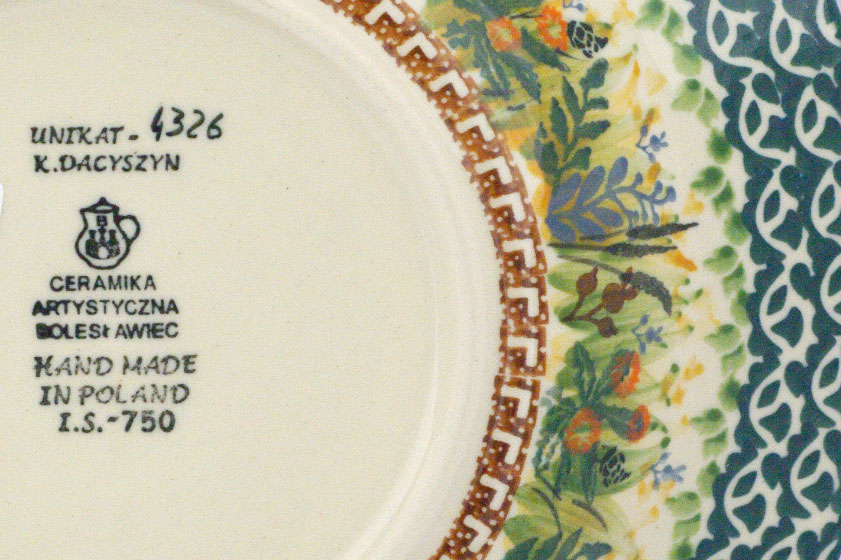 UNIKAT - 4326
K.DACYSZYN
B
CERAMIKA
ARTYSTYCZNA
BOLESŁAWIEC
HAND MADE
IN POLAND
I.S.-750